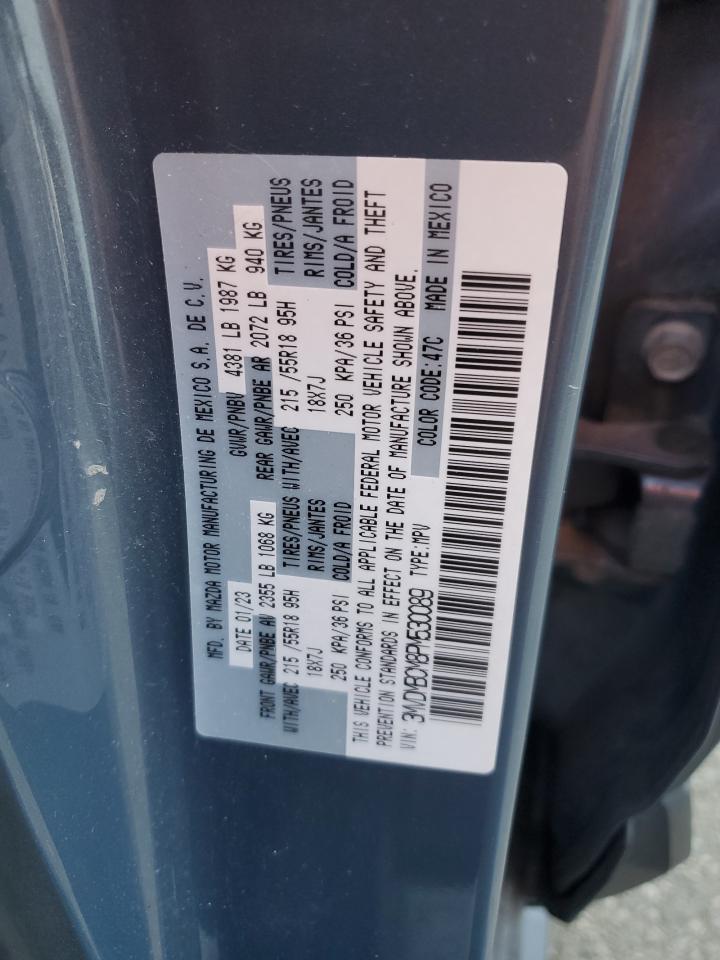 MFD. BY MAZDA MOTOR MANUFACTURING DE MEXICO S.A. DE C.V.
DATE 01/23 GVWR/PNBV 4381 LB 1987 KG
FRONT GAWR/PNBE AV 2355 LB 1068 KG REAR GAWR/PNBE AR 2072 LB 940 KG
WITH/AVEC 215 /55R18 95H TIRES/PNEUS WITH/AVEC 215 /55R18 95H TIRES/PNEUS
18X7J RIMS/JANTES 18X7J RIMS/JANTES
250 KPA/36 PSI COLD/A FROID 250 KPA/36 PSI COLD/A FROID
THIS VEHICLE CONFORMS TO ALL APPLICABLE FEDERAL MOTOR VEHICLE SAFETY AND THEFT
PREVENTION STANDARDS IN EFFECT ON THE DATE OF MANUFACTURE SHOWN ABOVE.
VIN: 3MVDMBCY8PM530089 TYPE:MPV COLOR CODE:47C MADE IN MEXICO